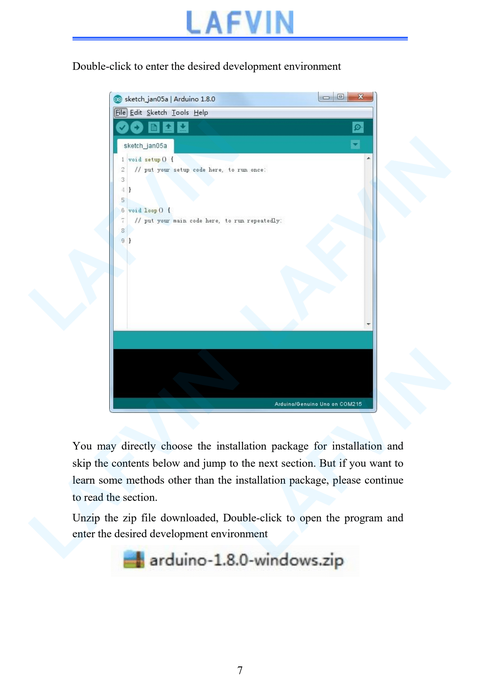 LAFVIN
Double-click to enter the desired development environment
sketch_jan05a | Arduino 1.8.0
File Edit Sketch Tools Help
sketch_jan05a
1 void setup() {
2 // put your setup code here, to run once:
3
4 }
5
6 void loop() {
7 // put your main code here, to run repeatedly:
8
9 }
Arduino/Genuino Uno on COM215
You may directly choose the installation package for installation and
skip the contents below and jump to the next section. But if you want to
learn some methods other than the installation package, please continue
to read the section.
Unzip the zip file downloaded, Double-click to open the program and
enter the desired development environment
arduino-1.8.0-windows.zip
7
LAFVIN
LAFVIN
LAFVIN
LAFVIN